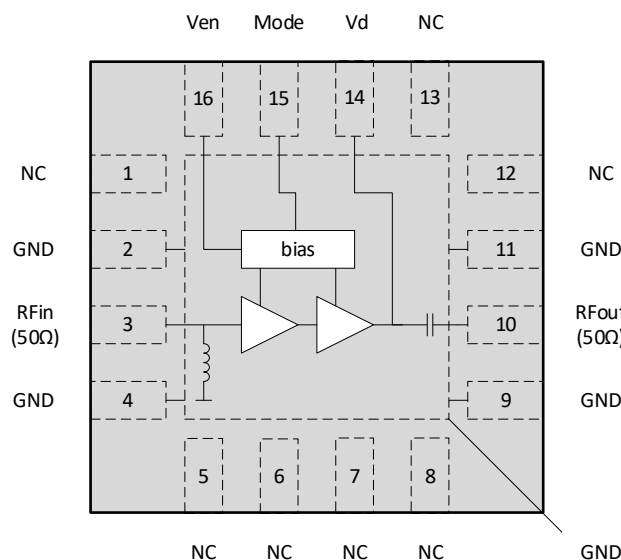 Ven Mode Vd NC
16 15 14 13
NC 1 12 NC
GND 2 bias 11 GND
RFin 3 10 RFout
(50Ω) (50Ω)
GND 4 9 GND
5 6 7 8
NC NC NC NC GND